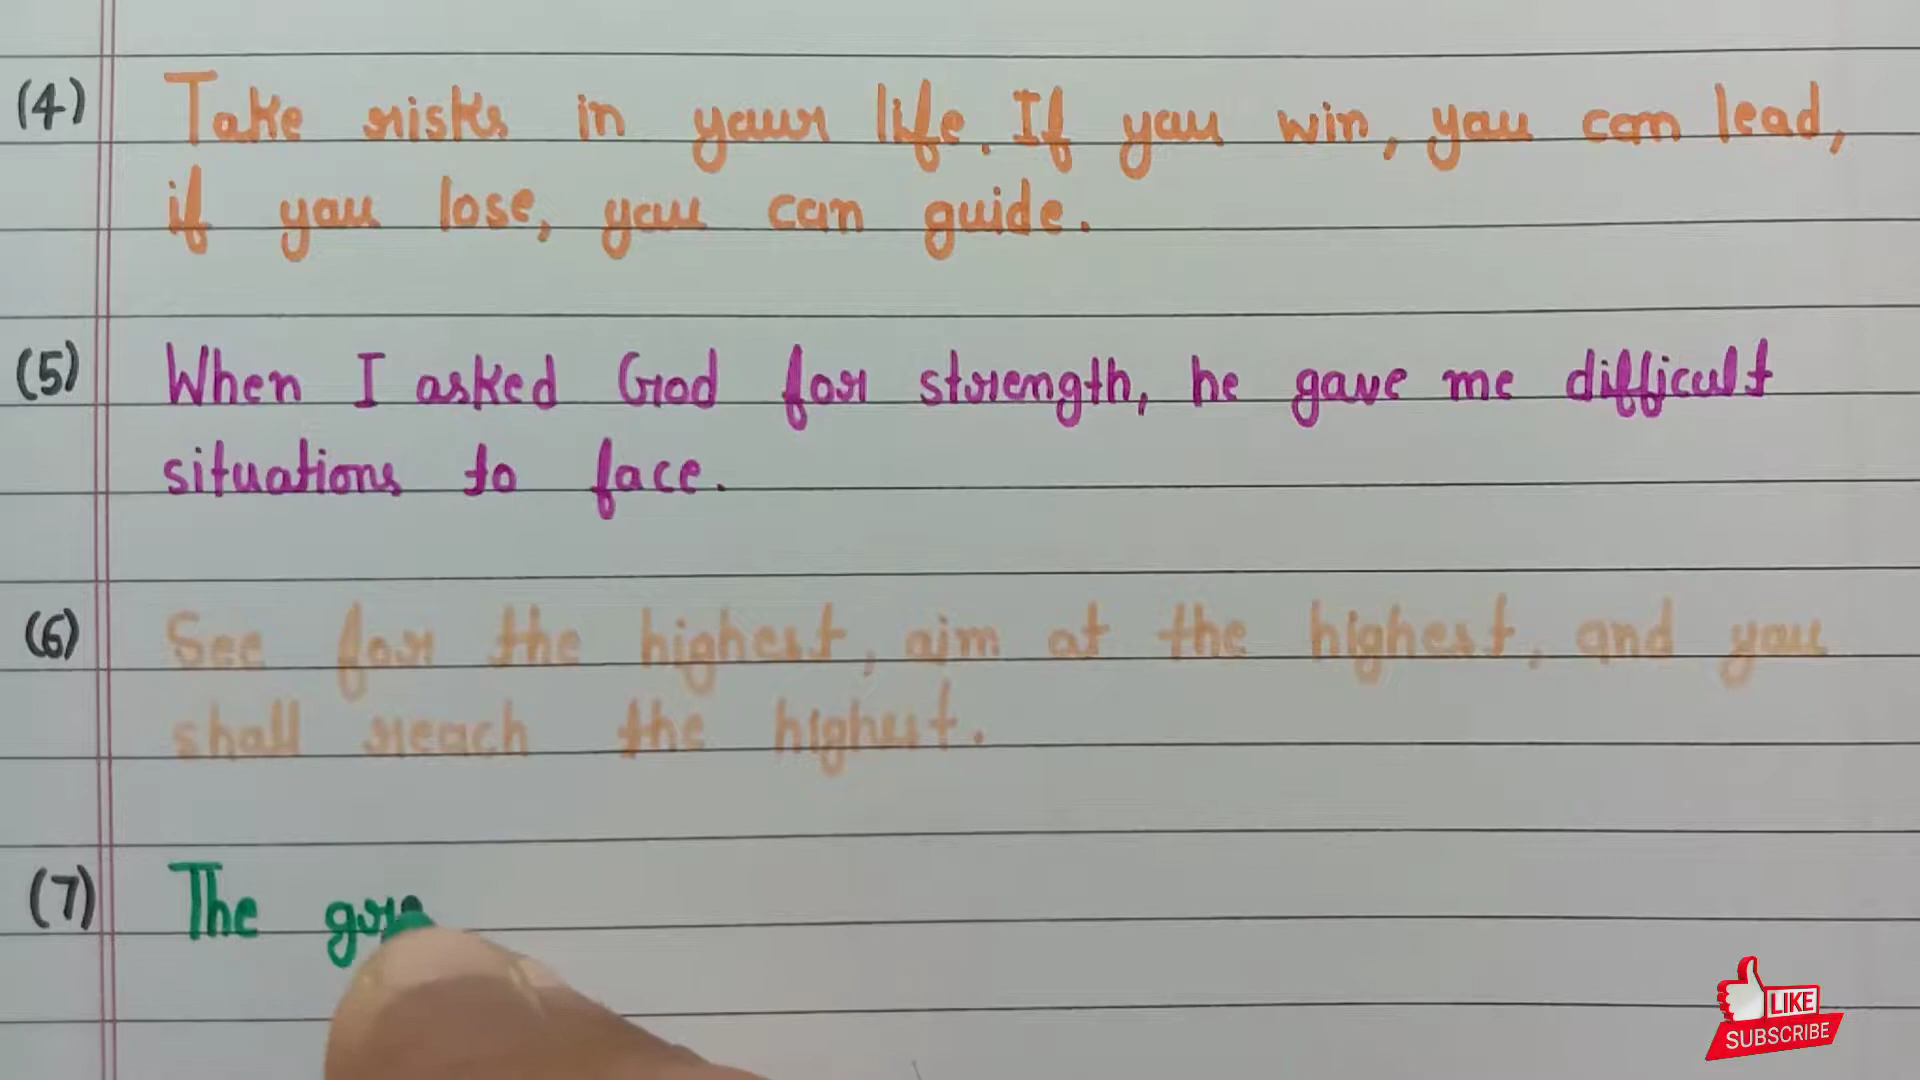 (4) Take risks in your life. If you win, you can lead,
if you lose, you can guide.
(5) When I asked God for strength, he gave me difficult
situations to face.
(6) See for the highest, aim at the highest, and you
shall reach the highest.
(7) The
LIKE
SUBSCRIBE